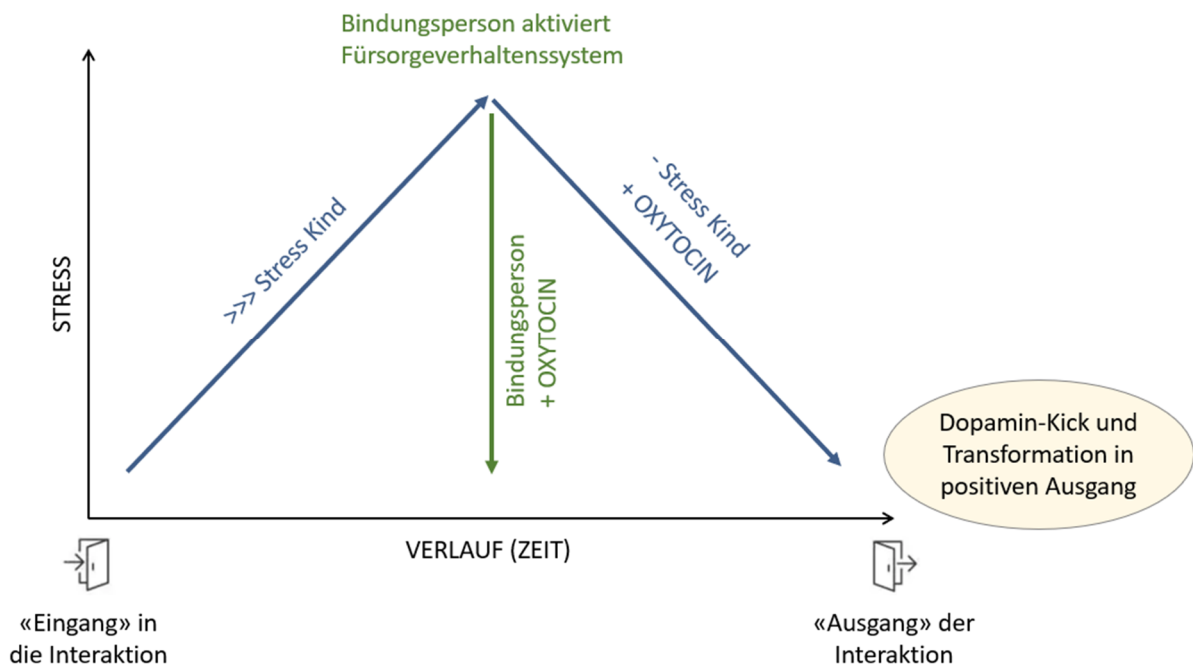 Bindungsperson aktiviert
Fürsorgeverhaltenssystem
STRESS
>>> Stress Kind
Bindungsperson
+ OXYTOCIN
- Stress Kind
+ OXYTOCIN
Dopamin-Kick und
Transformation in
positiven Ausgang
VERLAUF (ZEIT)
«Eingang» in
die Interaktion
«Ausgang» der
Interaktion